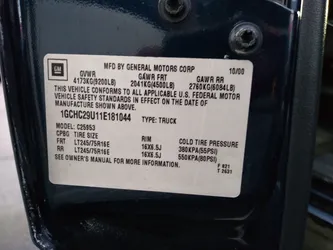 GM
MFD BY GENERAL MOTORS CORP 10/00
GVWR GAWR FRT GAWR RR
4173KG(9200LB) 2041KG(4500LB) 2760KG(6084LB)
THIS VEHICLE CONFORMS TO ALL APPLICABLE U.S. FEDERAL MOTOR
VEHICLE SAFETY STANDARDS IN EFFECT ON THE DATE OF
MANUFACTURE SHOWN ABOVE.
1GCHC29U11E181044 TYPE: TRUCK
MODEL: C25953
CPBG TIRE SIZE RIM COLD TIRE PRESSURE
FRT LT245/75R16E 16X6.5J 380KPA(55PSI)
RR LT245/75R16E 16X6.5J 550KPA(80PSI)
SEE OWNER'S MANUAL FOR MORE INFORMATION.
F X21
T 2631